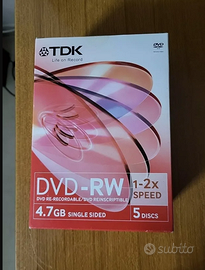 TDK
Life on Record
DVD
DVD-RW
1-2x
SPEED
DVD RE-RECORDABLE/DVD REINSCRIPTIBLE
4.7GB SINGLE SIDED
5 DISCS
subito